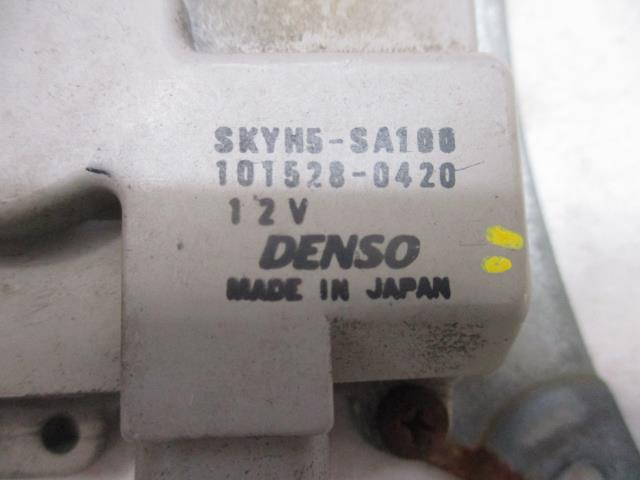 SKYH5-SA100
101528-0420
12V
DENSO
MADE IN JAPAN